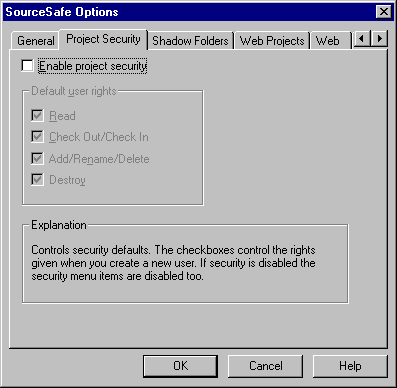 SourceSafe Options
General Project Security Shadow Folders Web Projects Web
Enable project security
Default user rights
Read
Check Out/Check In
Add/Rename/Delete
Destroy
Explanation
Controls security defaults. The checkboxes control the rights
given when you create a new user. If security is disabled the
security menu items are disabled too.
OK Cancel Help